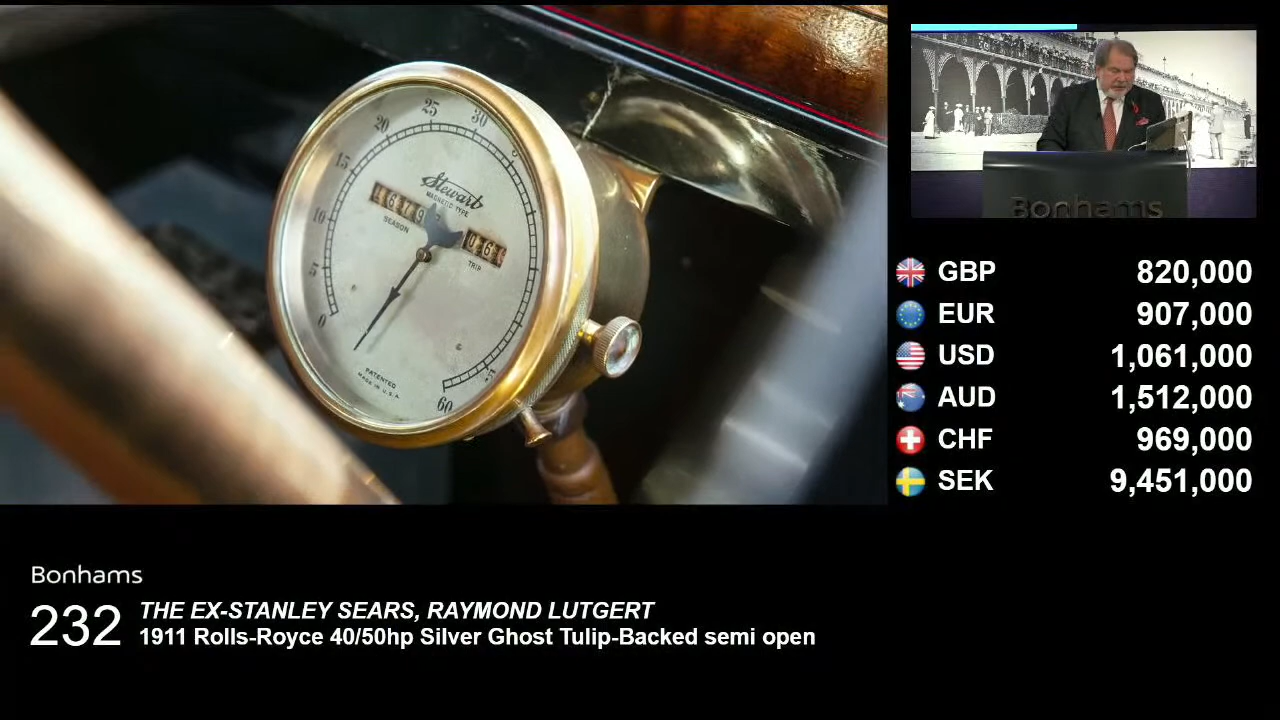 0
5
10
15
20
25
30
60
Stewart
MAGNETIC TYPE
SEASON
TRIP
PATENTED
MADE IN U.S.A.
Bonhams
GBP 820,000
EUR 907,000
USD 1,061,000
AUD 1,512,000
CHF 969,000
SEK 9,451,000
Bonhams
232
THE EX-STANLEY SEARS, RAYMOND LUTGERT
1911 Rolls-Royce 40/50hp Silver Ghost Tulip-Backed semi open